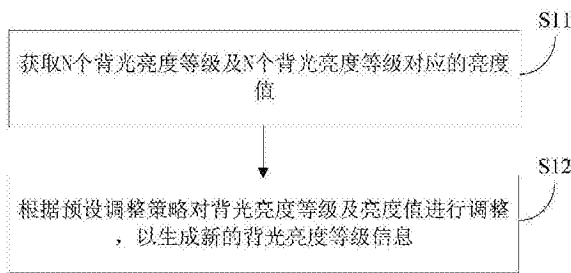 S11
获取N个背光亮度等级及N个背光亮度等级对应的亮度
值
S12
根据预设调整策略对背光亮度等级及亮度值进行调整
，以生成新的背光亮度等级信息